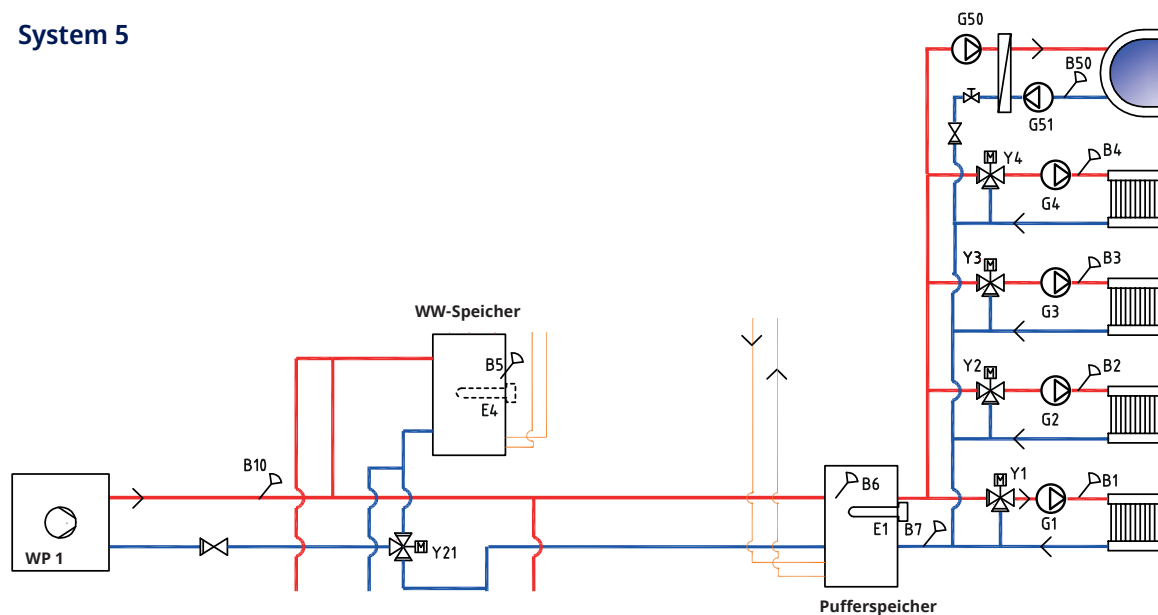 System 5
G50
B50
G51
Y4
B4
G4
Y3
B3
G3
WW-Speicher
B5
E4
Y2
B2
G2
B10
B6
Y1
B1
E1
B7
G1
WP 1
M
Y21
M
M
M
M
Pufferspeicher